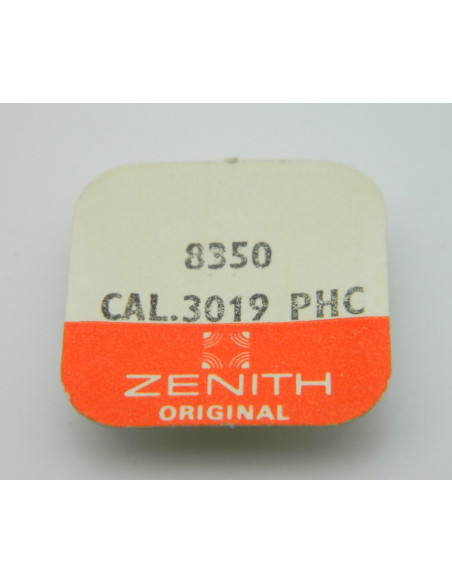 8350
CAL.3019 PHC
ZENITH
ORIGINAL